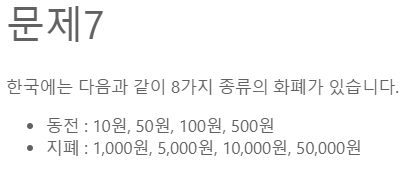 문제7
한국에는 다음과 같이 8가지 종류의 화폐가 있습니다.
• 동전 : 10원, 50원, 100원, 500원
• 지폐 : 1,000원, 5,000원, 10,000원, 50,000원